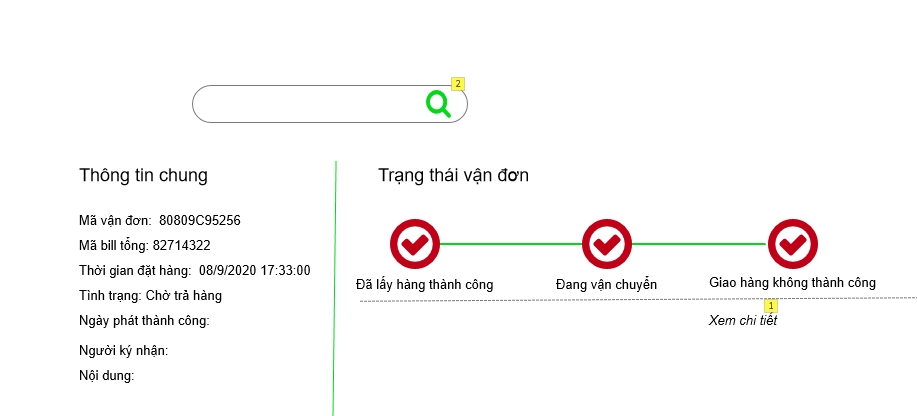 2
Thông tin chung
Mã vận đơn: 80809C95256
Mã bill tổng: 82714322
Thời gian đặt hàng: 08/9/2020 17:33:00
Tình trạng: Chờ trả hàng
Ngày phát thành công:
Người ký nhận:
Nội dung:
Trạng thái vận đơn
Đã lấy hàng thành công
Đang vận chuyển
Giao hàng không thành công
1
Xem chi tiết